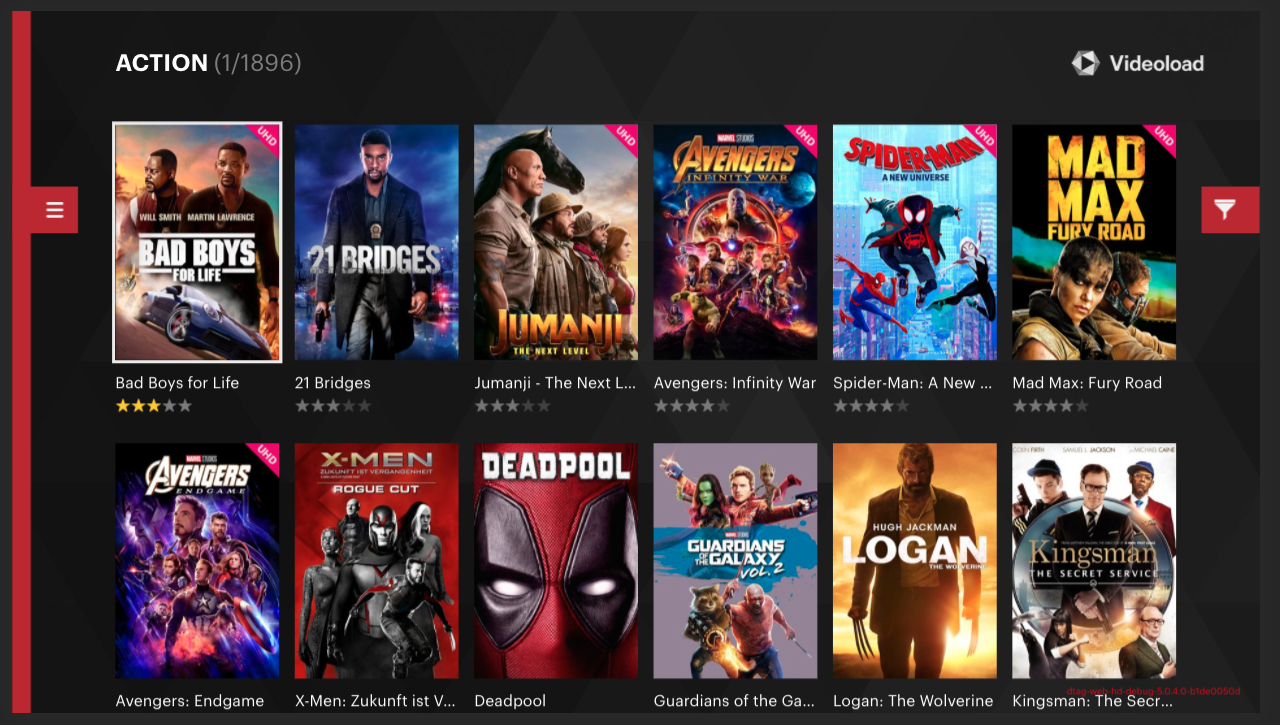 ACTION (1/1896)
Videoload
UHD
WILL SMITH MARTIN LAWRENCE
BAD BOYS
FOR LIFE
21 BRIDGES
UHD
JUMANJI
THE NEXT LEVEL
UHD
MARVEL STUDIOS
AVENGERS
INFINITY WAR
UHD
SPIDER-MAN
A NEW UNIVERSE
UHD
MAD
MAX
FURY ROAD
Bad Boys for Life
21 Bridges
Jumanji - The Next L...
Avengers: Infinity War
Spider-Man: A New ...
Mad Max: Fury Road
UHD
MARVEL STUDIOS
AVENGERS
ENDGAME
X-MEN
ZUKUNFT IST VERGANGENHEIT
ROGUE CUT
DEADPOOL
MARVEL STUDIOS
GUARDIANS
OF THE
GALAXY
VOL. 2
HUGH JACKMAN
LOGAN
THE WOLVERINE
COLIN FIRTH SAMUEL L. JACKSON MICHAEL CAINE
Kingsman
THE SECRET SERVICE
dtag-web-hd-debug-5.0.4.0-b1de0050d
Avengers: Endgame
X-Men: Zukunft ist V...
Deadpool
Guardians of the Ga...
Logan: The Wolverine
Kingsman: The Secr...